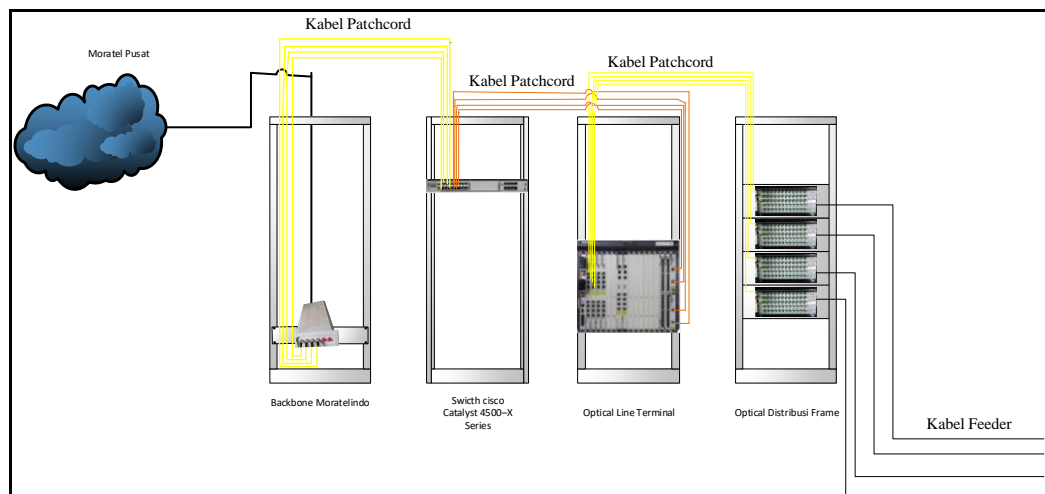 Kabel Patchcord
Moratel Pusat
Kabel Patchcord
Kabel Patchcord
Backbone Moratelindo
Swicth cisco
Catalyst 4500–X
Series
Optical Line Terminal
Optical Distribusi Frame
Kabel Feeder